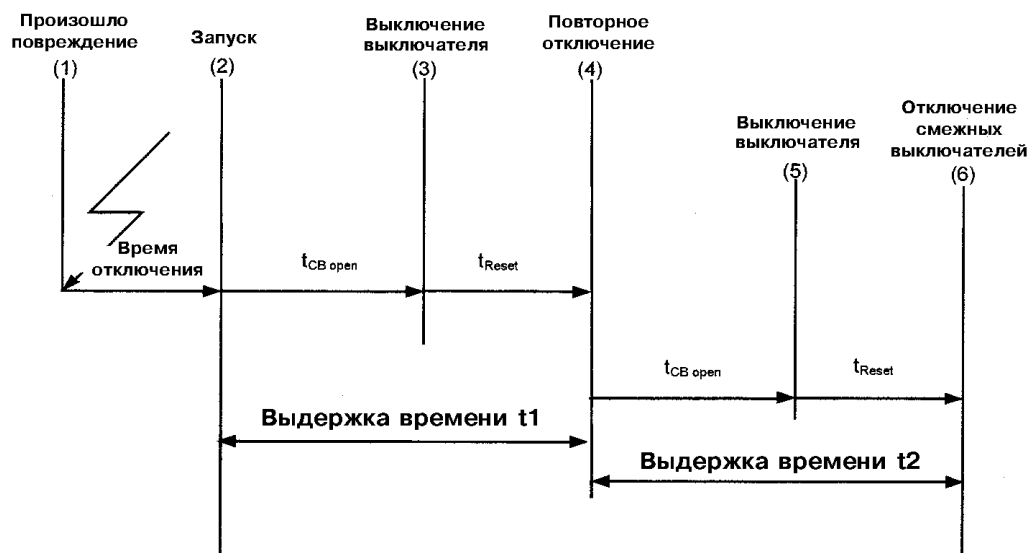 Произошло
повреждение
(1)
Запуск
(2)
Выключение
выключателя
(3)
Повторное
отключение
(4)
Выключение
выключателя
(5)
Отключение
смежных
выключателей
(6)
Время
отключения
tCB open
tReset
tCB open
tReset
Выдержка времени t1
Выдержка времени t2